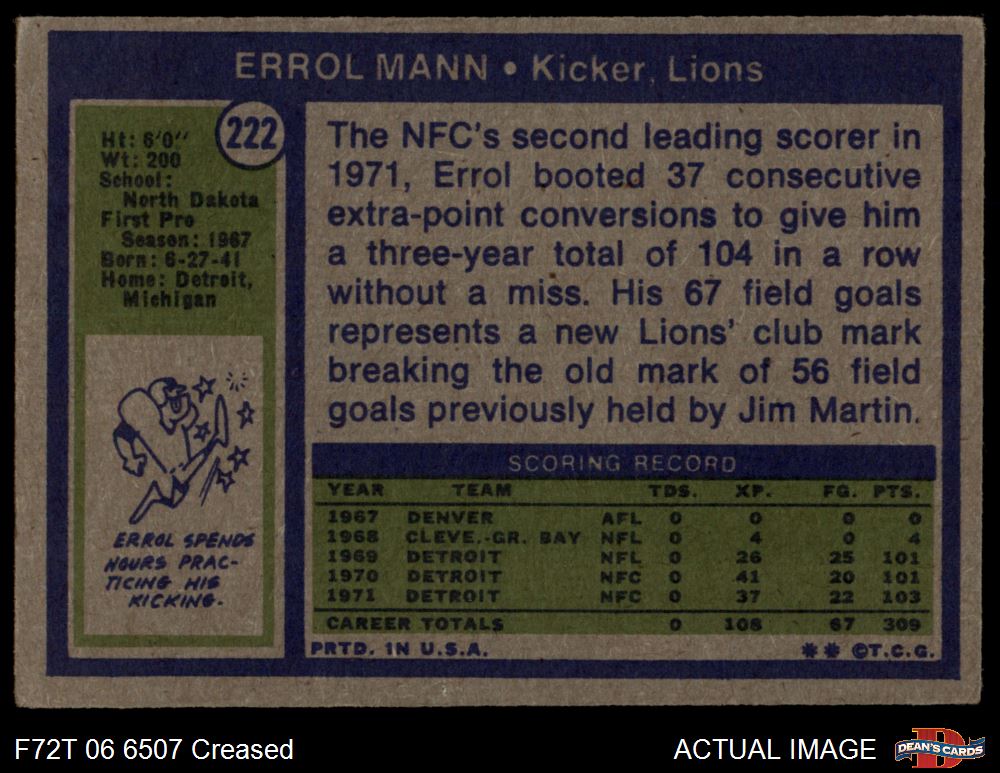 ERROL MANN • Kicker, Lions
222
Ht: 6'0"
Wt: 200
School:
North Dakota
First Pro
Season: 1967
Born: 6-27-41
Home: Detroit,
Michigan
The NFC's second leading scorer in
1971, Errol booted 37 consecutive
extra-point conversions to give him
a three-year total of 104 in a row
without a miss. His 67 field goals
represents a new Lions' club mark
breaking the old mark of 56 field
goals previously held by Jim Martin.
ERROL SPENDS
HOURS PRAC-
TICING HIS
KICKING.
SCORING RECORD
YEAR TEAM TDS. XP. FG. PTS.
1967 DENVER AFL 0 0 0 0
1968 CLEVE.-GR. BAY NFL 0 4 0 4
1969 DETROIT NFL 0 26 25 101
1970 DETROIT NFC 0 41 20 101
1971 DETROIT NFC 0 37 22 103
CAREER TOTALS 0 108 67 309
PRTD. IN U.S.A. ** ©T.C.G.
F72T 06 6507 Creased
ACTUAL IMAGE
D
DEAN'S CARDS